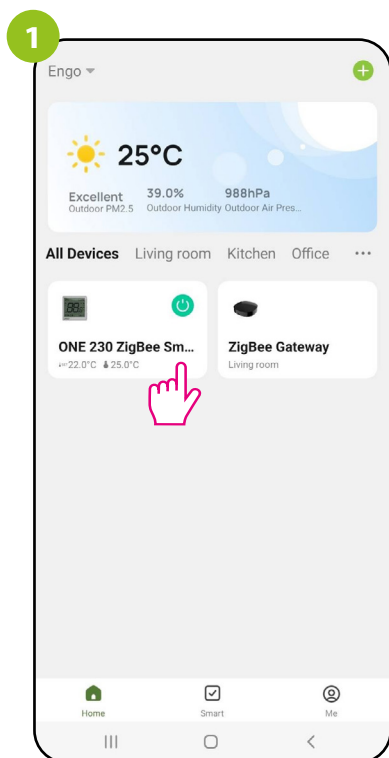 1
Engo
25°C
Excellent 39.0% 988hPa
Outdoor PM2.5 Outdoor Humidity Outdoor Air Pres...
All Devices Living room Kitchen Office ...
ONE 230 ZigBee Sm... ZigBee Gateway
22.0°C 25.0°C Living room
Home Smart Me